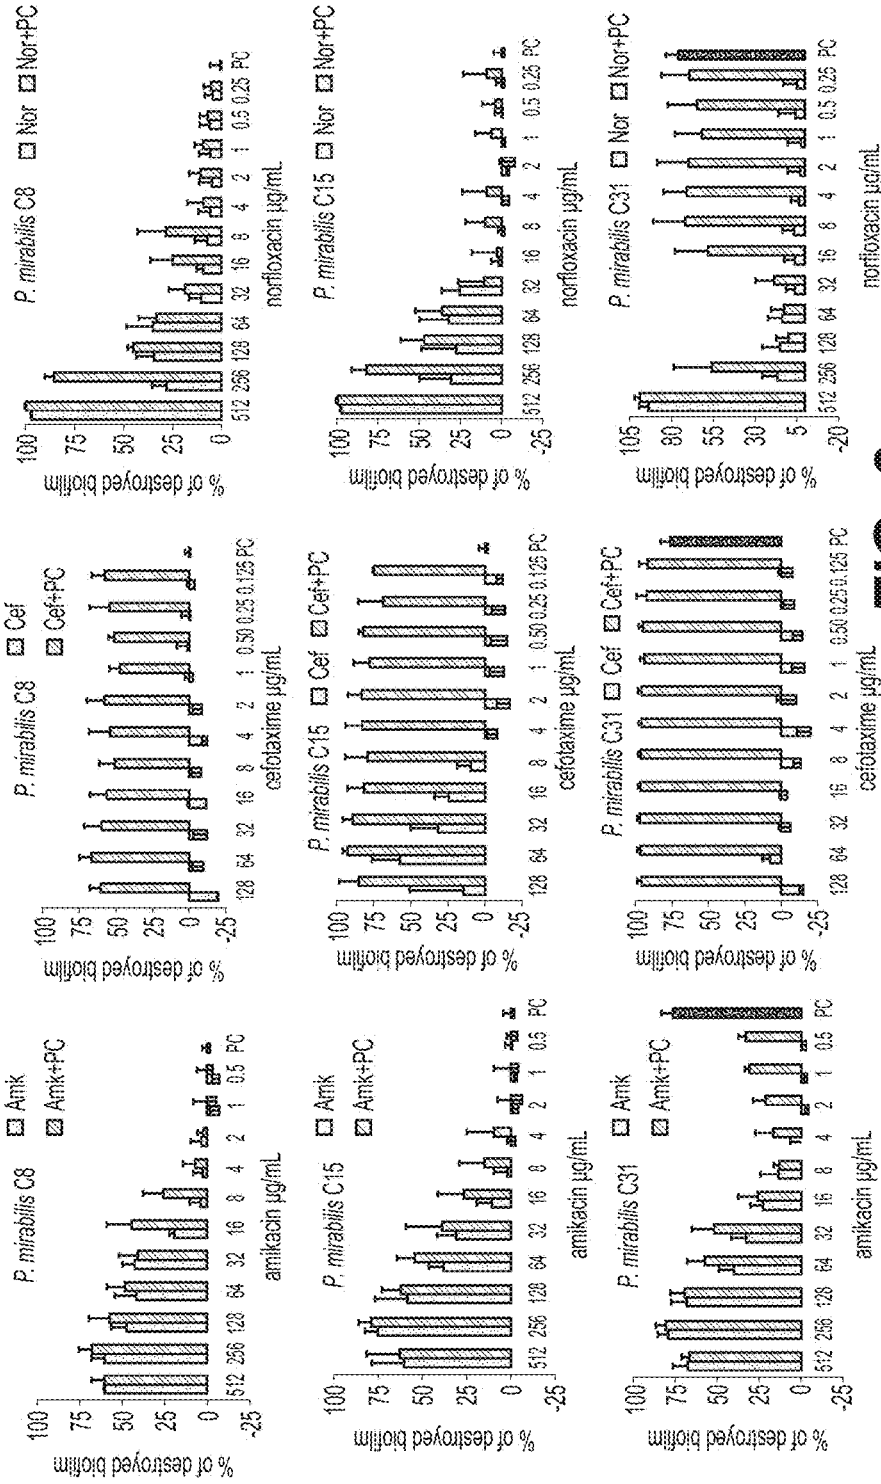 P. mirabilis C8
Amk
Amk+PC
% of destroyed biofilm
100
75
50
25
0
-25
512 256 128 64 32 16 8 4 2 1 0.5 PC
amikacin µg/mL
P. mirabilis C8
Cef
Cef+PC
% of destroyed biofilm
100
75
50
25
0
-25
128 64 32 16 8 4 2 1 0.50 0.25 0.125 PC
cefotaxime µg/mL
P. mirabilis C8
Nor
Nor+PC
% of destroyed biofilm
100
75
50
25
0
512 256 128 64 32 16 8 4 2 1 0.5 0.25 PC
norfloxacin µg/mL
P. mirabilis C15
Amk
Amk+PC
% of destroyed biofilm
100
75
50
25
0
-25
512 256 128 64 32 16 8 4 2 1 0.5 PC
amikacin µg/mL
P. mirabilis C15
Cef
Cef+PC
% of destroyed biofilm
100
75
50
25
0
-25
128 64 32 16 8 4 2 1 0.50 0.25 0.125 PC
cefotaxime µg/mL
P. mirabilis C15
Nor
Nor+PC
% of destroyed biofilm
100
75
50
25
0
-25
512 256 128 64 32 16 8 4 2 1 0.5 0.25 PC
norfloxacin µg/mL
P. mirabilis C31
Amk
Amk+PC
% of destroyed biofilm
100
75
50
25
0
-25
512 256 128 64 32 16 8 4 2 1 0.5 PC
amikacin µg/mL
P. mirabilis C31
Cef
Cef+PC
% of destroyed biofilm
100
75
50
25
0
-25
128 64 32 16 8 4 2 1 0.50 0.25 0.125 PC
cefotaxime µg/mL
P. mirabilis C31
Nor
Nor+PC
% of destroyed biofilm
105
80
55
30
5
-20
512 256 128 64 32 16 8 4 2 1 0.5 0.25 PC
norfloxacin µg/mL